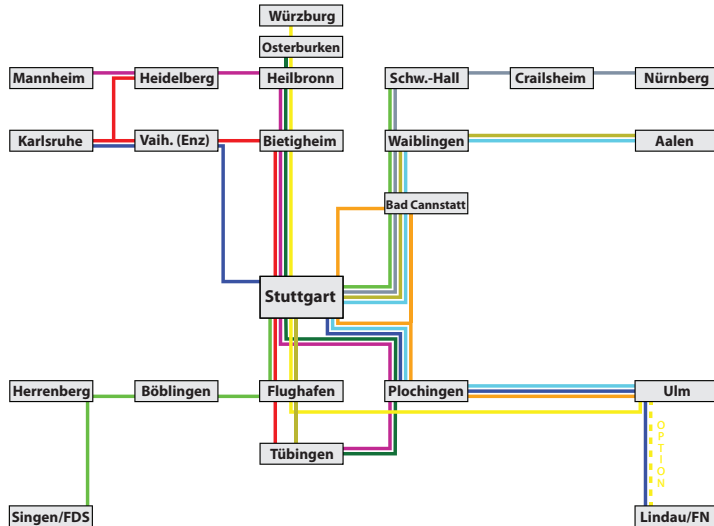 Würzburg
Osterburken
Mannheim
Heidelberg
Heilbronn
Schw.-Hall
Crailsheim
Nürnberg
Karlsruhe
Vaih. (Enz)
Bietigheim
Waiblingen
Aalen
Bad Cannstatt
Stuttgart
Herrenberg
Böblingen
Flughafen
Plochingen
Ulm
OPTION
Tübingen
Singen/FDS
Lindau/FN